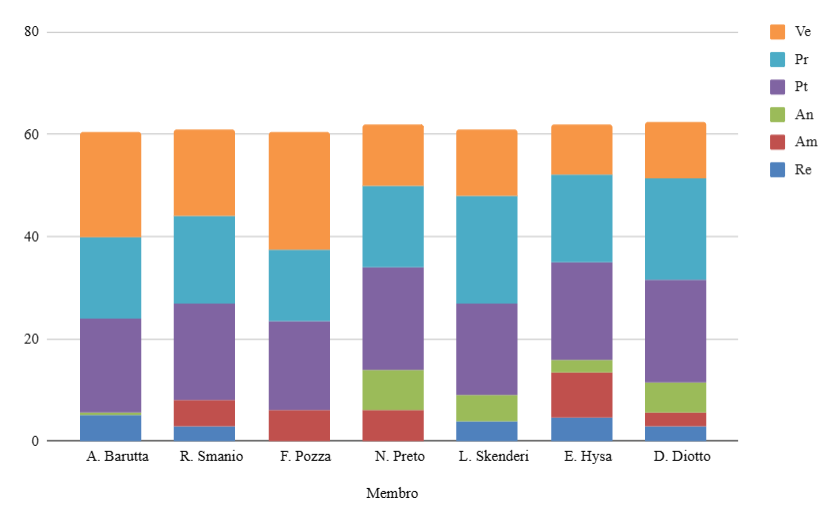 80
60
40
20
0
Ve
Pr
Pt
An
Am
Re
A. Barutta R. Smanio F. Pozza N. Preto L. Skenderi E. Hysa D. Diotto
Membro